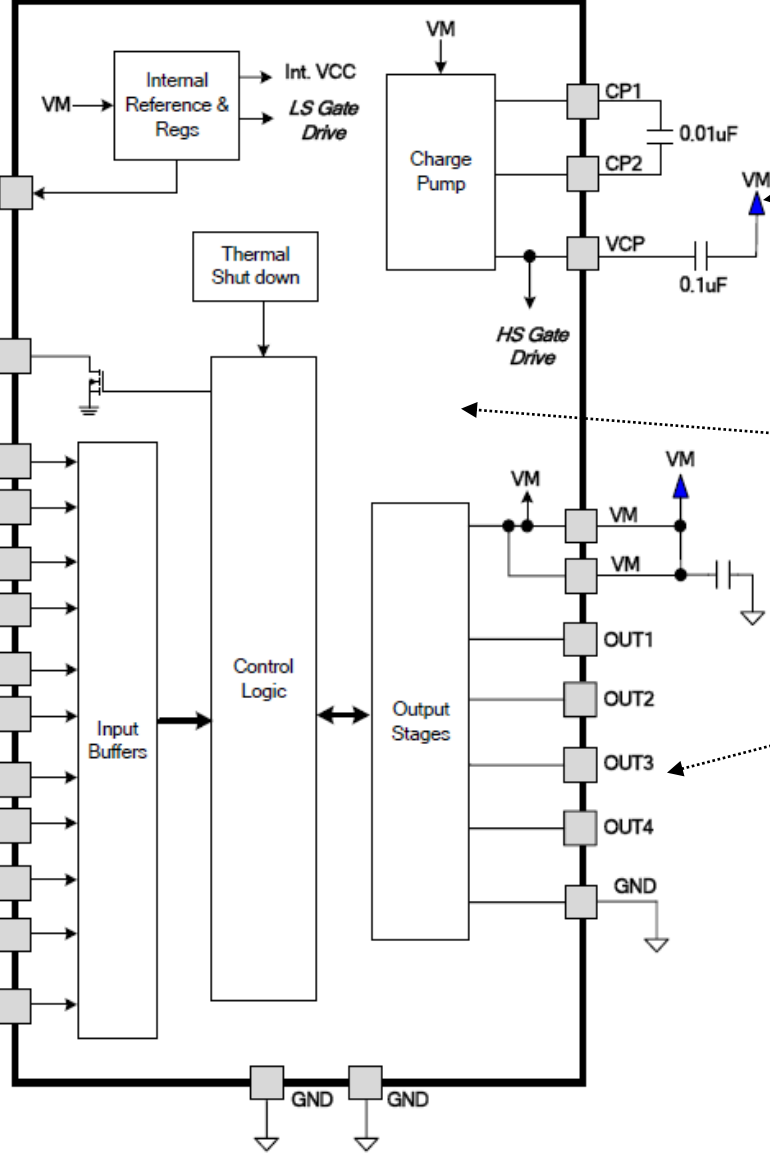 VM
Internal
Reference &
Regs
Int. VCC
LS Gate
Drive
VM
Charge
Pump
CP1
0.01uF
CP2
VM
VCP
0.1uF
HS Gate
Drive
Thermal
Shut down
VM
VM
VM
VM
OUT1
Control
Logic
OUT2
Output
Stages
Input
Buffers
OUT3
OUT4
GND
GND
GND